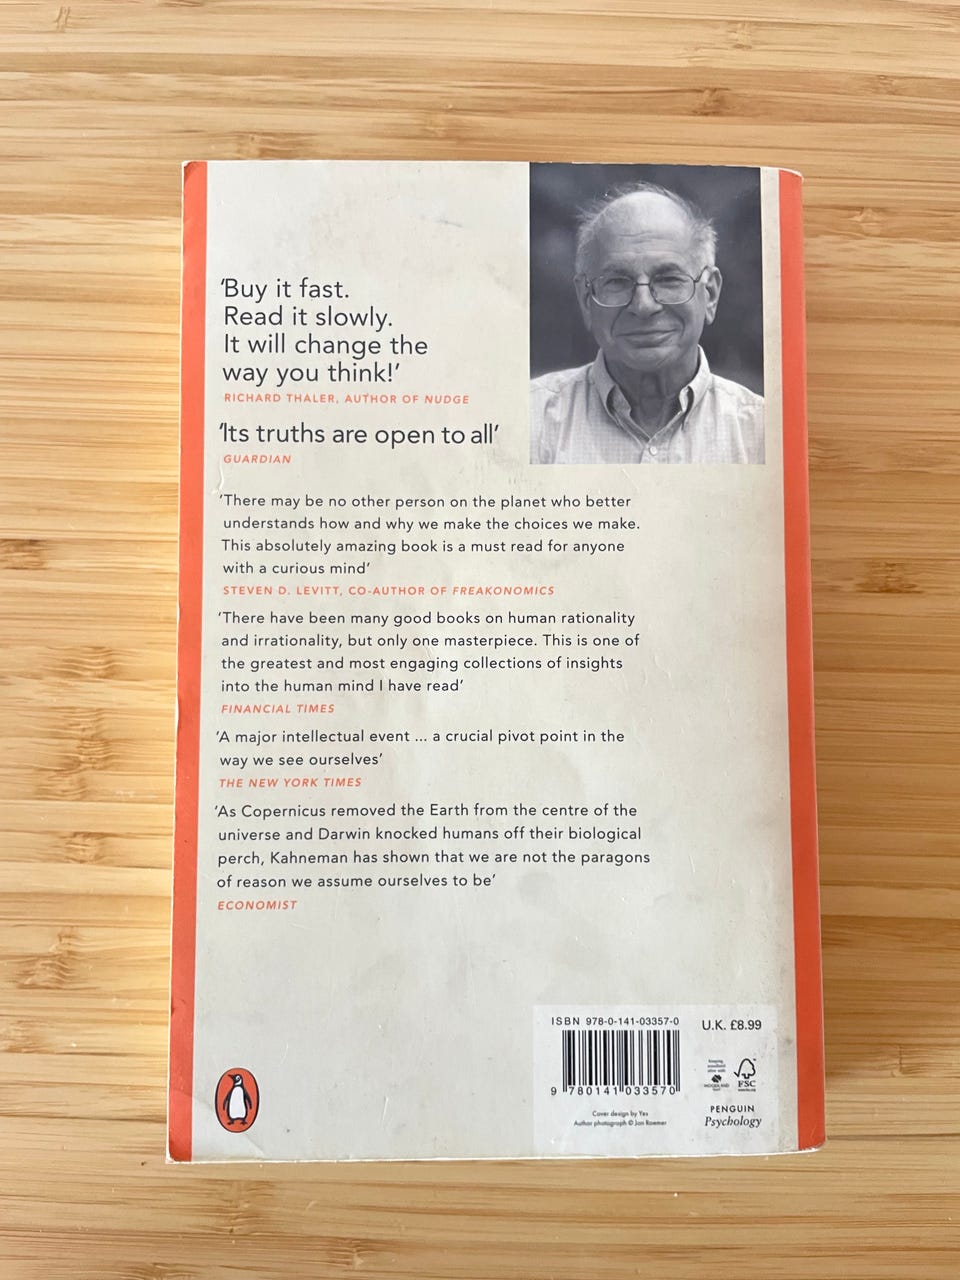 ‘Buy it fast.
Read it slowly.
It will change the
way you think!’
RICHARD THALER, AUTHOR OF NUDGE
‘Its truths are open to all’
GUARDIAN
‘There may be no other person on the planet who better
understands how and why we make the choices we make.
This absolutely amazing book is a must read for anyone
with a curious mind’
STEVEN D. LEVITT, CO-AUTHOR OF FREAKONOMICS
‘There have been many good books on human rationality
and irrationality, but only one masterpiece. This is one of
the greatest and most engaging collections of insights
into the human mind I have read’
FINANCIAL TIMES
‘A major intellectual event ... a crucial pivot point in the
way we see ourselves’
THE NEW YORK TIMES
‘As Copernicus removed the Earth from the centre of the
universe and Darwin knocked humans off their biological
perch, Kahneman has shown that we are not the paragons
of reason we assume ourselves to be’
ECONOMIST
ISBN 978-0-141-03357-0
9 780141 033570
U.K. £8.99
FSC
PENGUIN
Psychology
Cover design by Yes
Author photograph © Jon Roemer